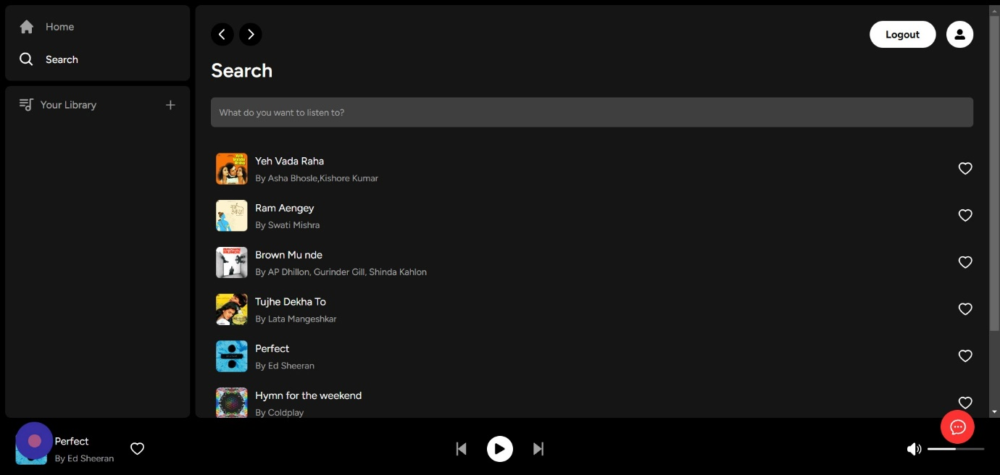 Home
Search
Your Library
Logout
Search
What do you want to listen to?
Yeh Vada Raha
By Asha Bhosle,Kishore Kumar
Ram Aengey
By Swati Mishra
Brown Mu nde
By AP Dhillon, Gurinder Gill, Shinda Kahlon
Tujhe Dekha To
By Lata Mangeshkar
Perfect
By Ed Sheeran
Hymn for the weekend
By Coldplay
Perfect
By Ed Sheeran